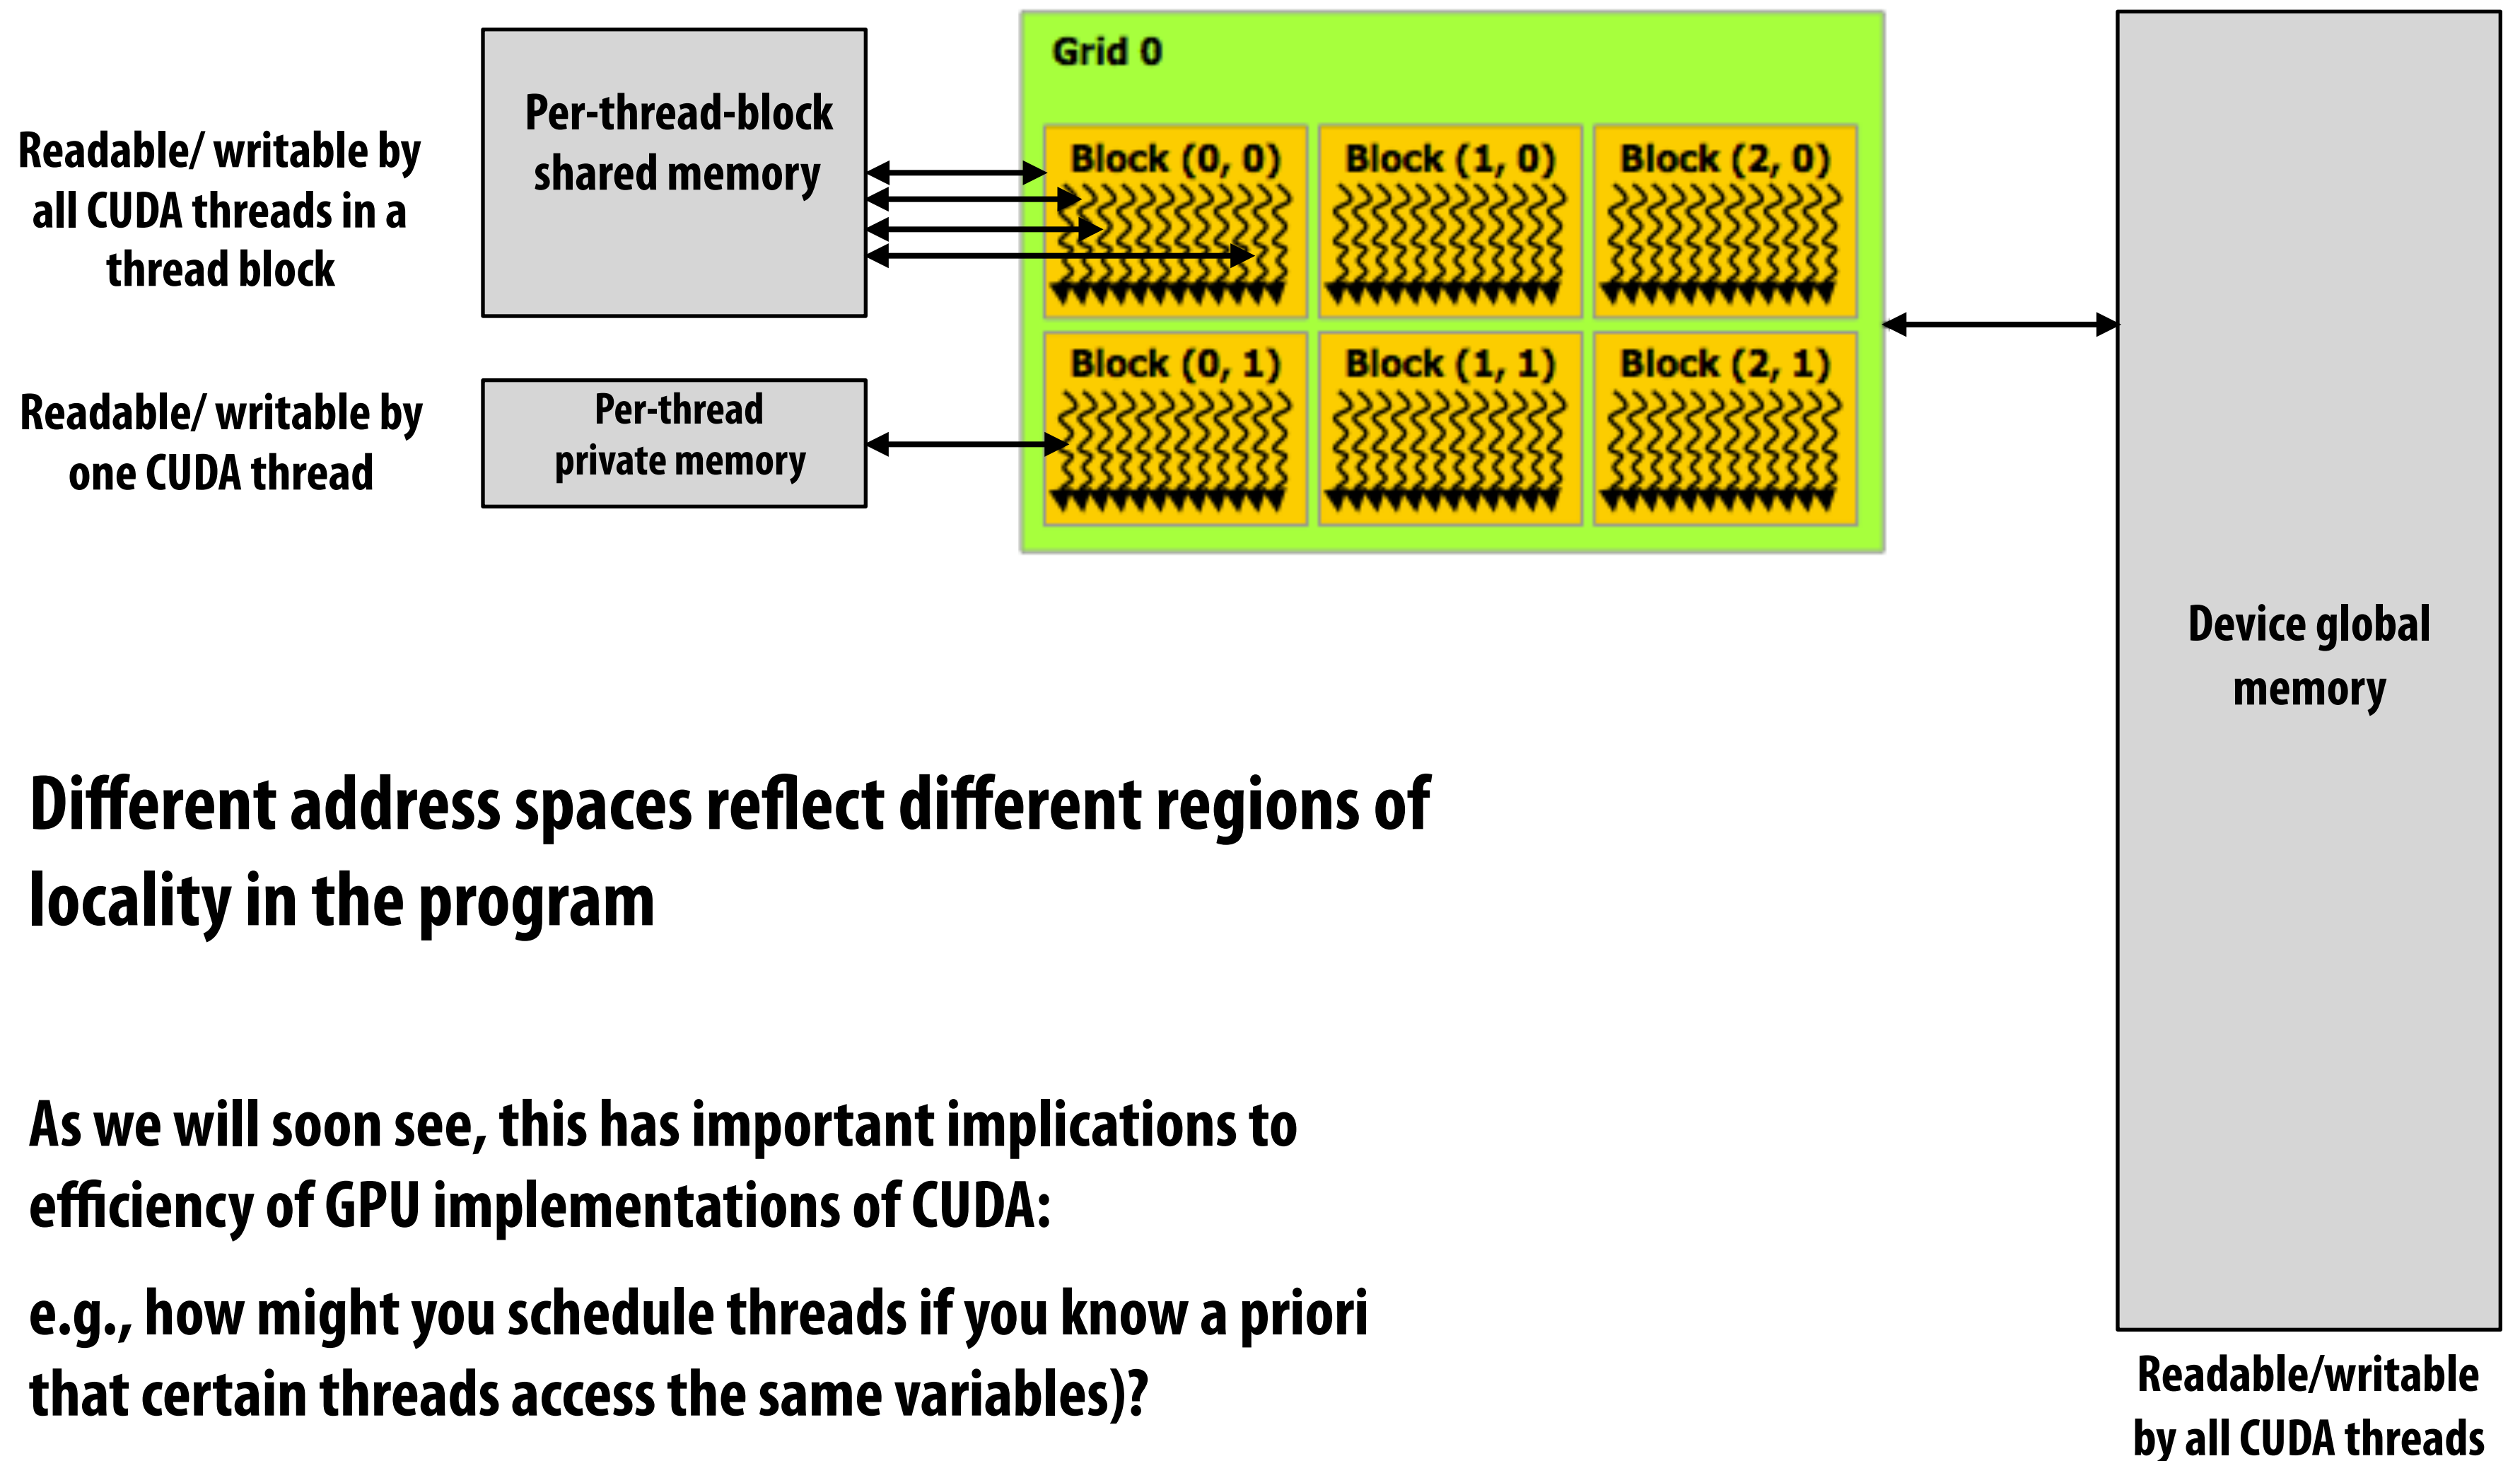 Readable/ writable by
all CUDA threads in a
thread block
Per-thread-block
shared memory
Grid 0
Block (0, 0)
Block (1, 0)
Block (2, 0)
Block (0, 1)
Block (1, 1)
Block (2, 1)
Readable/ writable by
one CUDA thread
Per-thread
private memory
Device global
memory
Different address spaces reflect different regions of
locality in the program
As we will soon see, this has important implications to
efficiency of GPU implementations of CUDA:
e.g., how might you schedule threads if you know a priori
that certain threads access the same variables)?
Readable/writable
by all CUDA threads